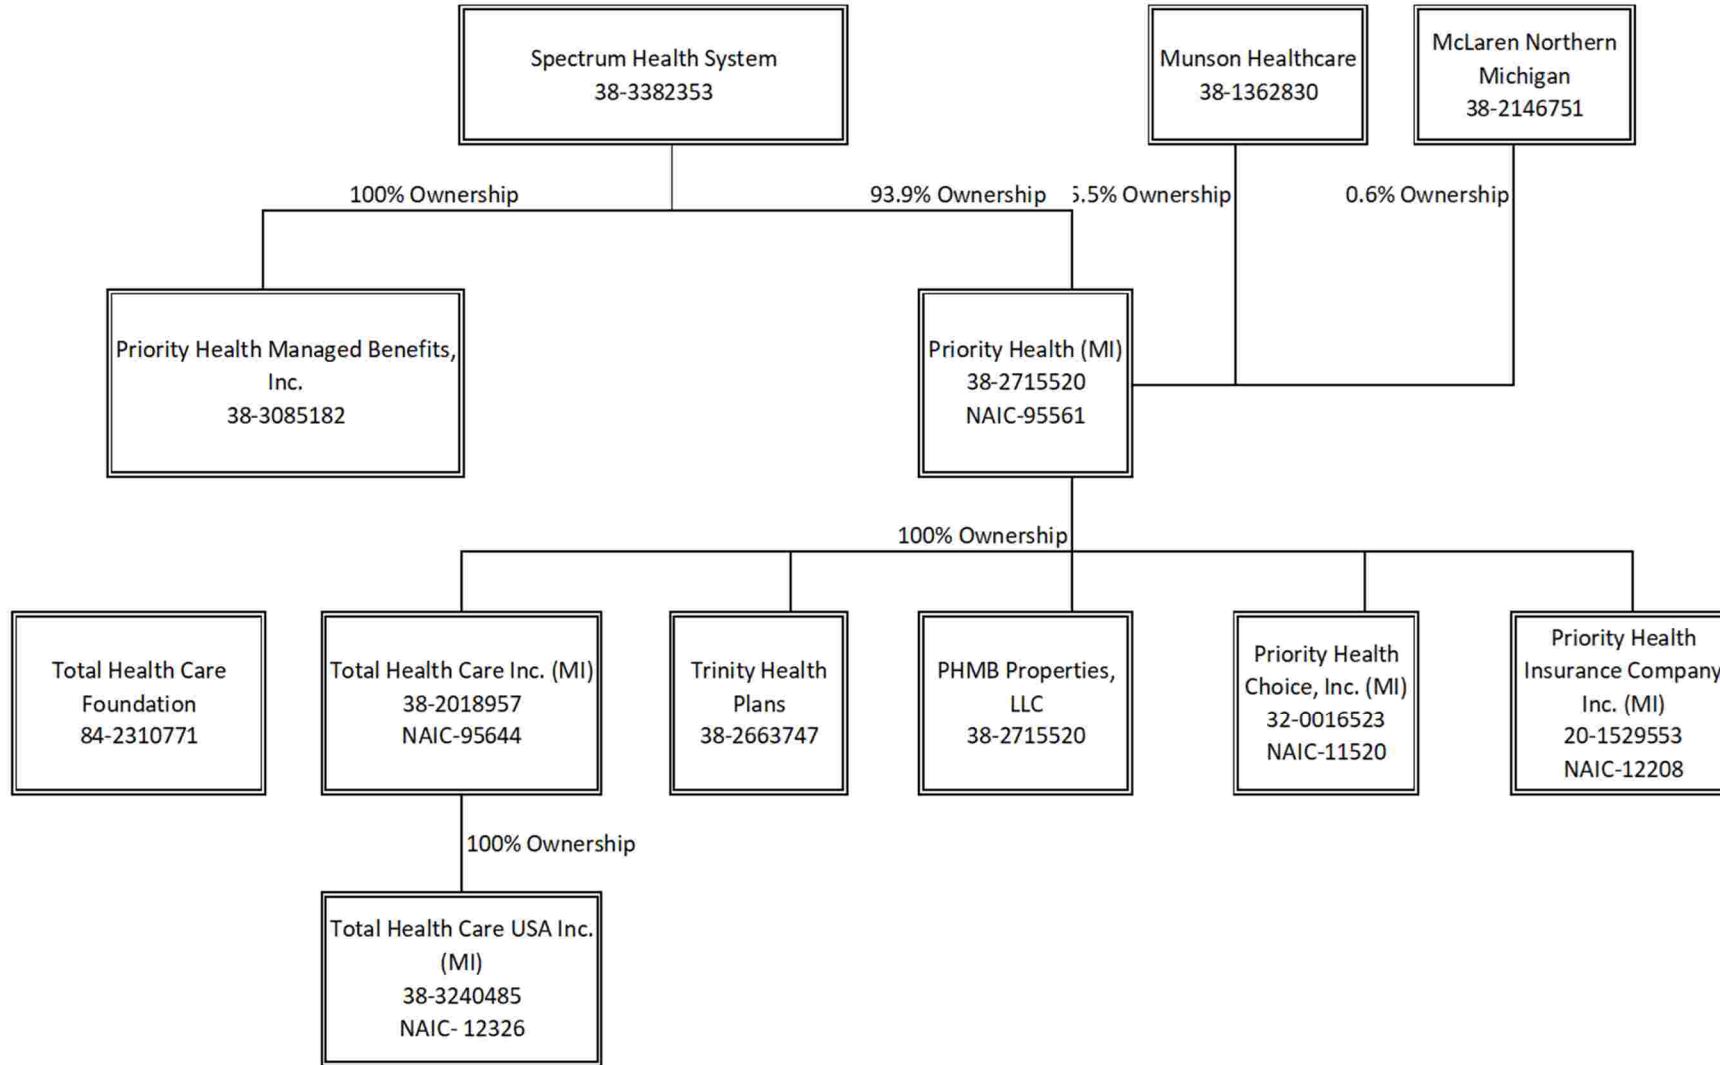 Spectrum Health System
38-3382353
Munson Healthcare
38-1362830
McLaren Northern
Michigan
38-2146751
100% Ownership
93.9% Ownership
.5% Ownership
0.6% Ownership
Priority Health Managed Benefits,
Inc.
38-3085182
Priority Health (MI)
38-2715520
NAIC-95561
100% Ownership
Total Health Care
Foundation
84-2310771
Total Health Care Inc. (MI)
38-2018957
NAIC-95644
Trinity Health
Plans
38-2663747
PHMB Properties,
LLC
38-2715520
Priority Health
Choice, Inc. (MI)
32-0016523
NAIC-11520
Priority Health
Insurance Company
Inc. (MI)
20-1529553
NAIC-12208
100% Ownership
Total Health Care USA Inc.
(MI)
38-3240485
NAIC- 12326